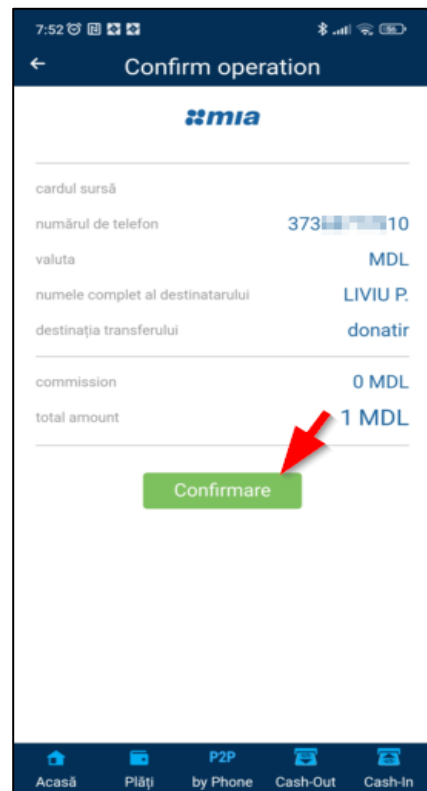 7:52
Confirm operation
mia
cardul sursă
numărul de telefon 373 10
valuta MDL
numele complet al destinatarului LIVIU P.
destinația transferului donatir
commission 0 MDL
total amount 1 MDL
Confirmare
P2P
Acasă Plăți by Phone Cash-Out Cash-In